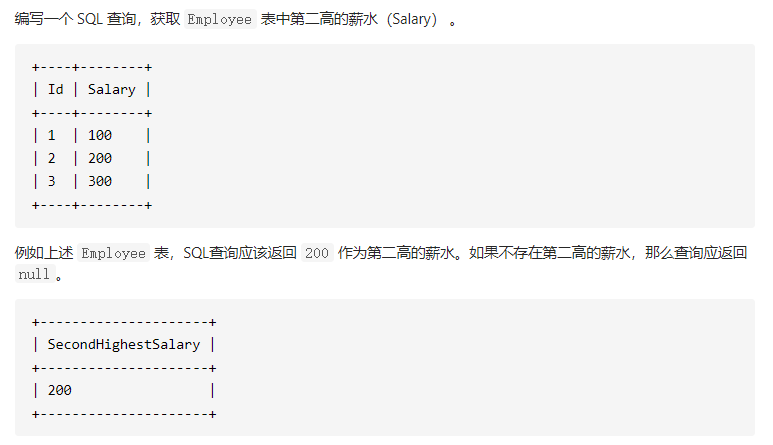 编写一个 SQL 查询，获取 Employee 表中第二高的薪水（Salary） 。
+----+--------+
| Id | Salary |
+----+--------+
| 1  | 100    |
| 2  | 200    |
| 3  | 300    |
+----+--------+
例如上述 Employee 表，SQL查询应该返回 200 作为第二高的薪水。如果不存在第二高的薪水，那么查询应返回
null。
+---------------------+
| SecondHighestSalary |
+---------------------+
| 200                 |
+---------------------+